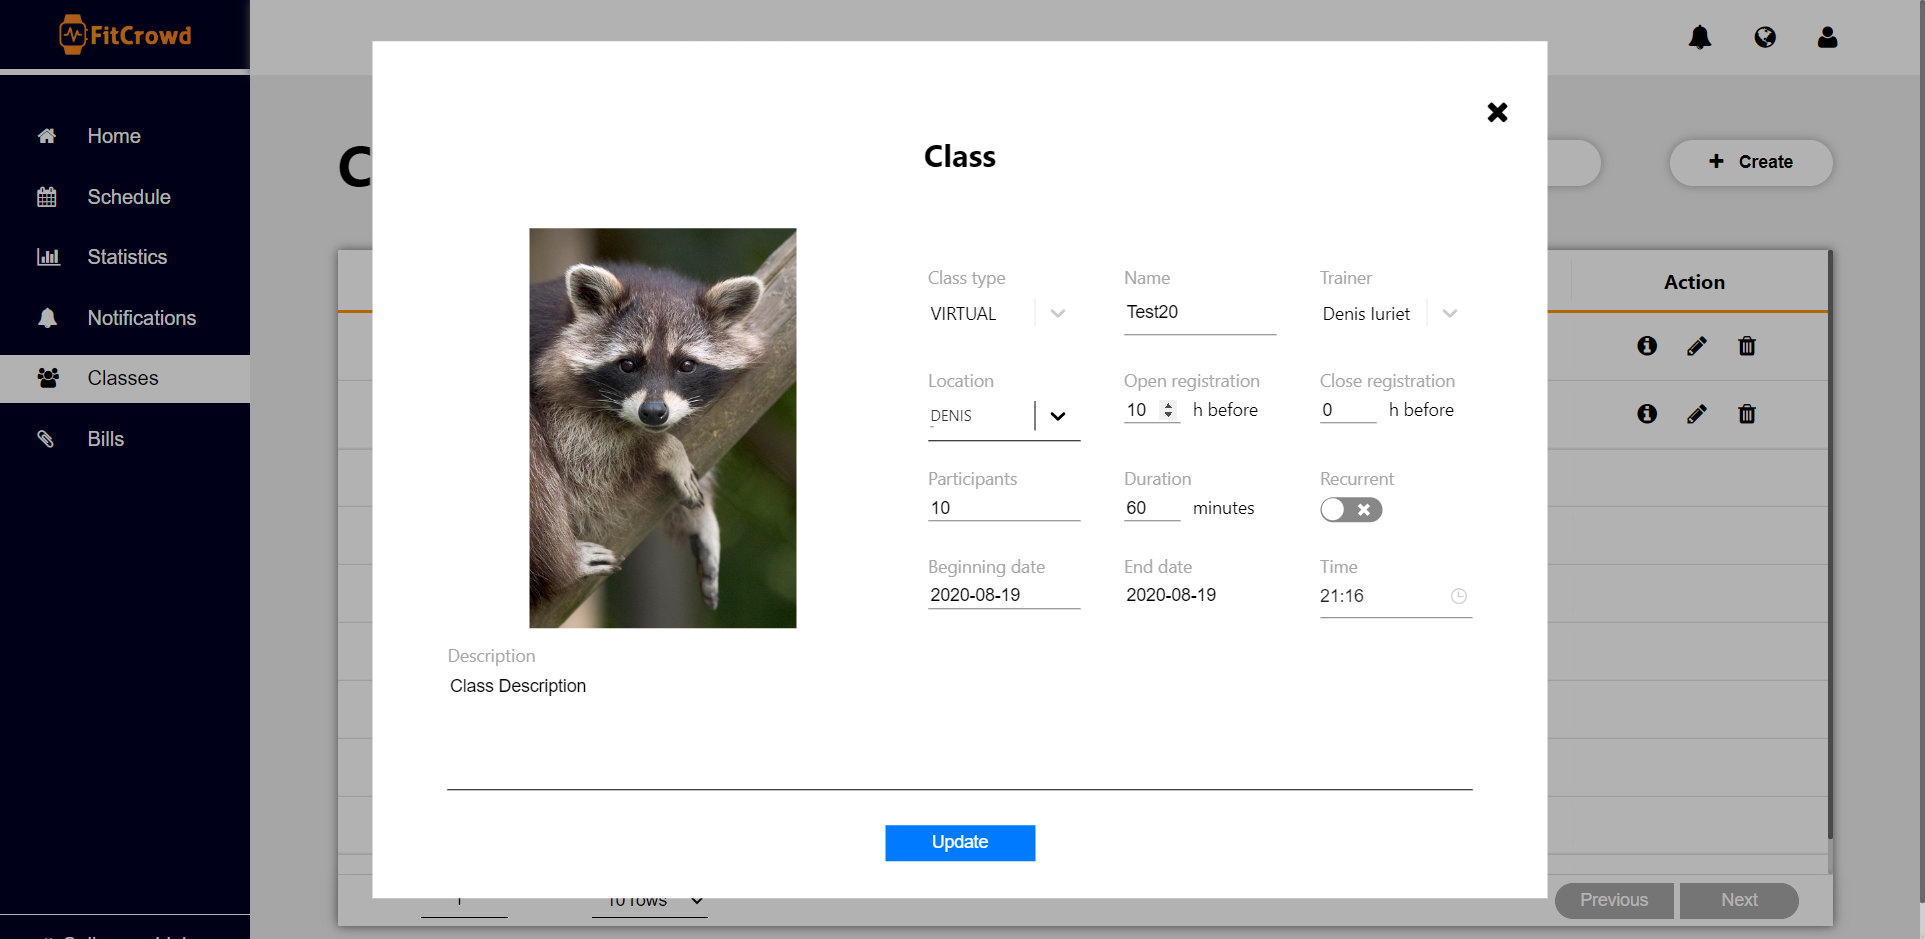 FitCrowd
Home
Schedule
Statistics
Notifications
Classes
Bills
C
Create
Action
Class
Class type
VIRTUAL
Name
Test20
Trainer
Denis Iuriet
Location
DENIS
Open registration
10 h before
Close registration
0 h before
Participants
10
Duration
60 minutes
Recurrent
Beginning date
2020-08-19
End date
2020-08-19
Time
21:16
Description
Class Description
Update
1
10 rows
Previous
Next